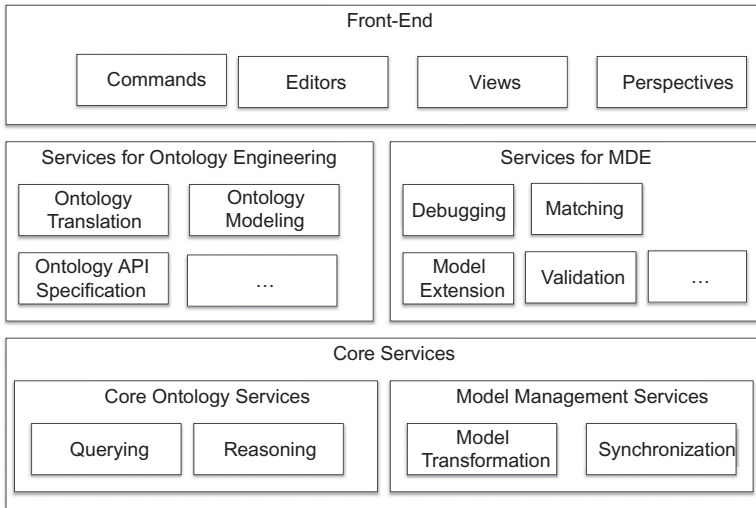 Front-End
Commands
Editors
Views
Perspectives
Services for Ontology Engineering
Ontology
Translation
Ontology
Modeling
Ontology API
Specification
…
Services for MDE
Debugging
Matching
Model
Extension
Validation
…
Core Services
Core Ontology Services
Querying
Reasoning
Model Management Services
Model
Transformation
Synchronization